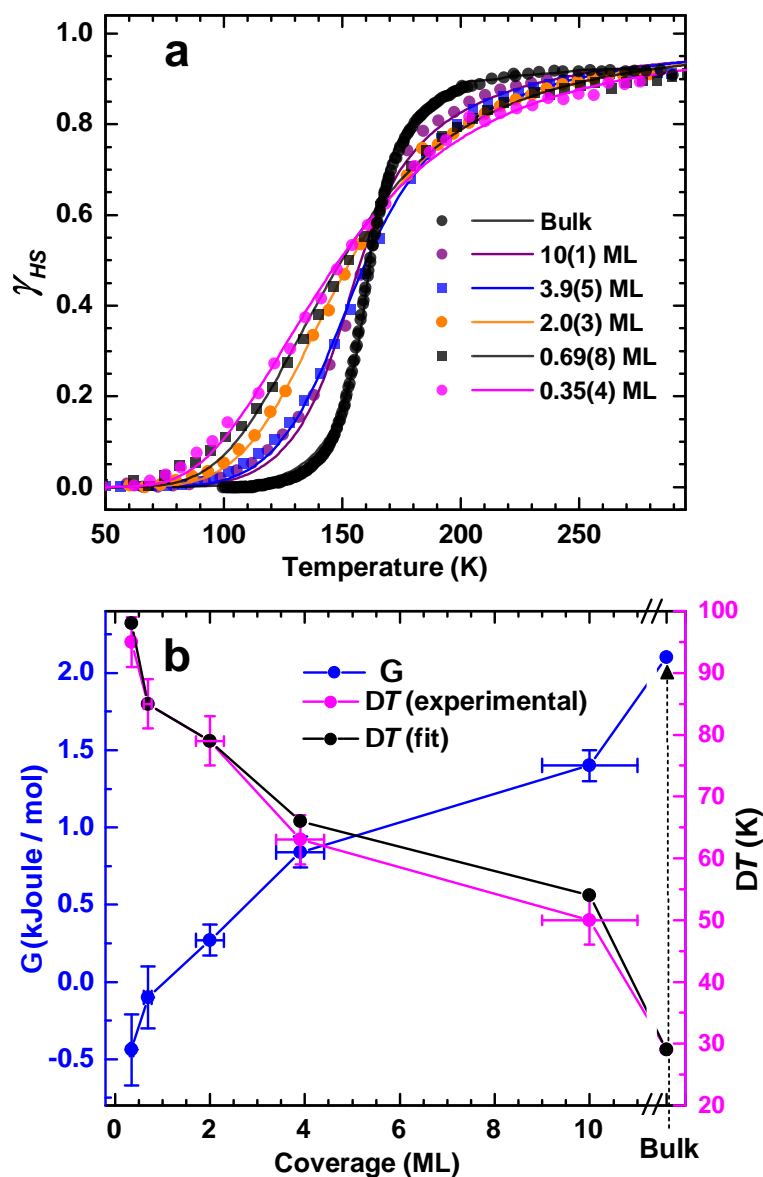 a
1.0
0.8
0.6
0.4
0.2
0.0
γHS
Bulk
10(1) ML
3.9(5) ML
2.0(3) ML
0.69(8) ML
0.35(4) ML
50 100 150 200 250
Temperature (K)
b
2.0
1.5
1.0
0.5
0.0
-0.5
G(kJoule / mol)
G
DT (experimental)
DT (fit)
100
90
80
70
60
50
40
30
20
DT (K)
0 2 4 6 8 10
Bulk
Coverage (ML)